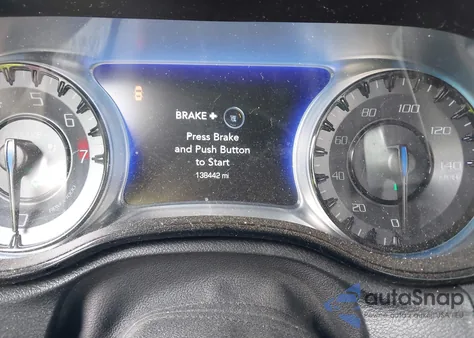 BRAKE +
Press Brake
and Push Button
to Start
138442 mi
5
6
7
0
20
40
60
80
100
120
140
autoSnap